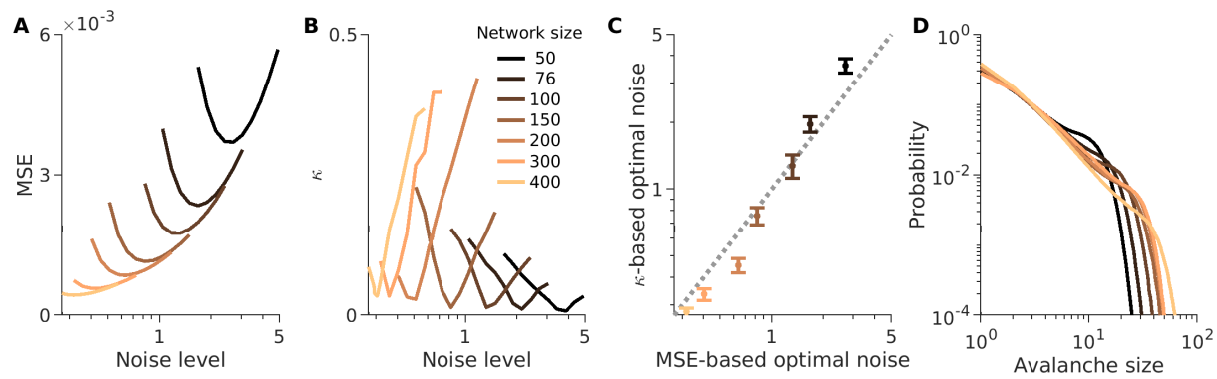 A
×10⁻³
6
3
0
MSE
1
5
Noise level
B
0.5
0
κ
1
5
Noise level
Network size
50
76
100
150
200
300
400
C
5
1
κ-based optimal noise
1
5
MSE-based optimal noise
D
10⁰
10⁻²
10⁻⁴
Probability
10⁰
10¹
10²
Avalanche size